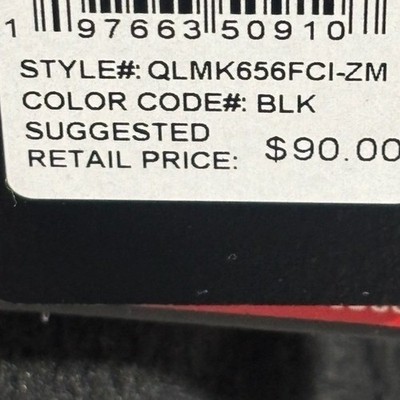 1 97663 50910
STYLE#: QLMK656FCI-ZM
COLOR CODE#: BLK
SUGGESTED
RETAIL PRICE: $90.00